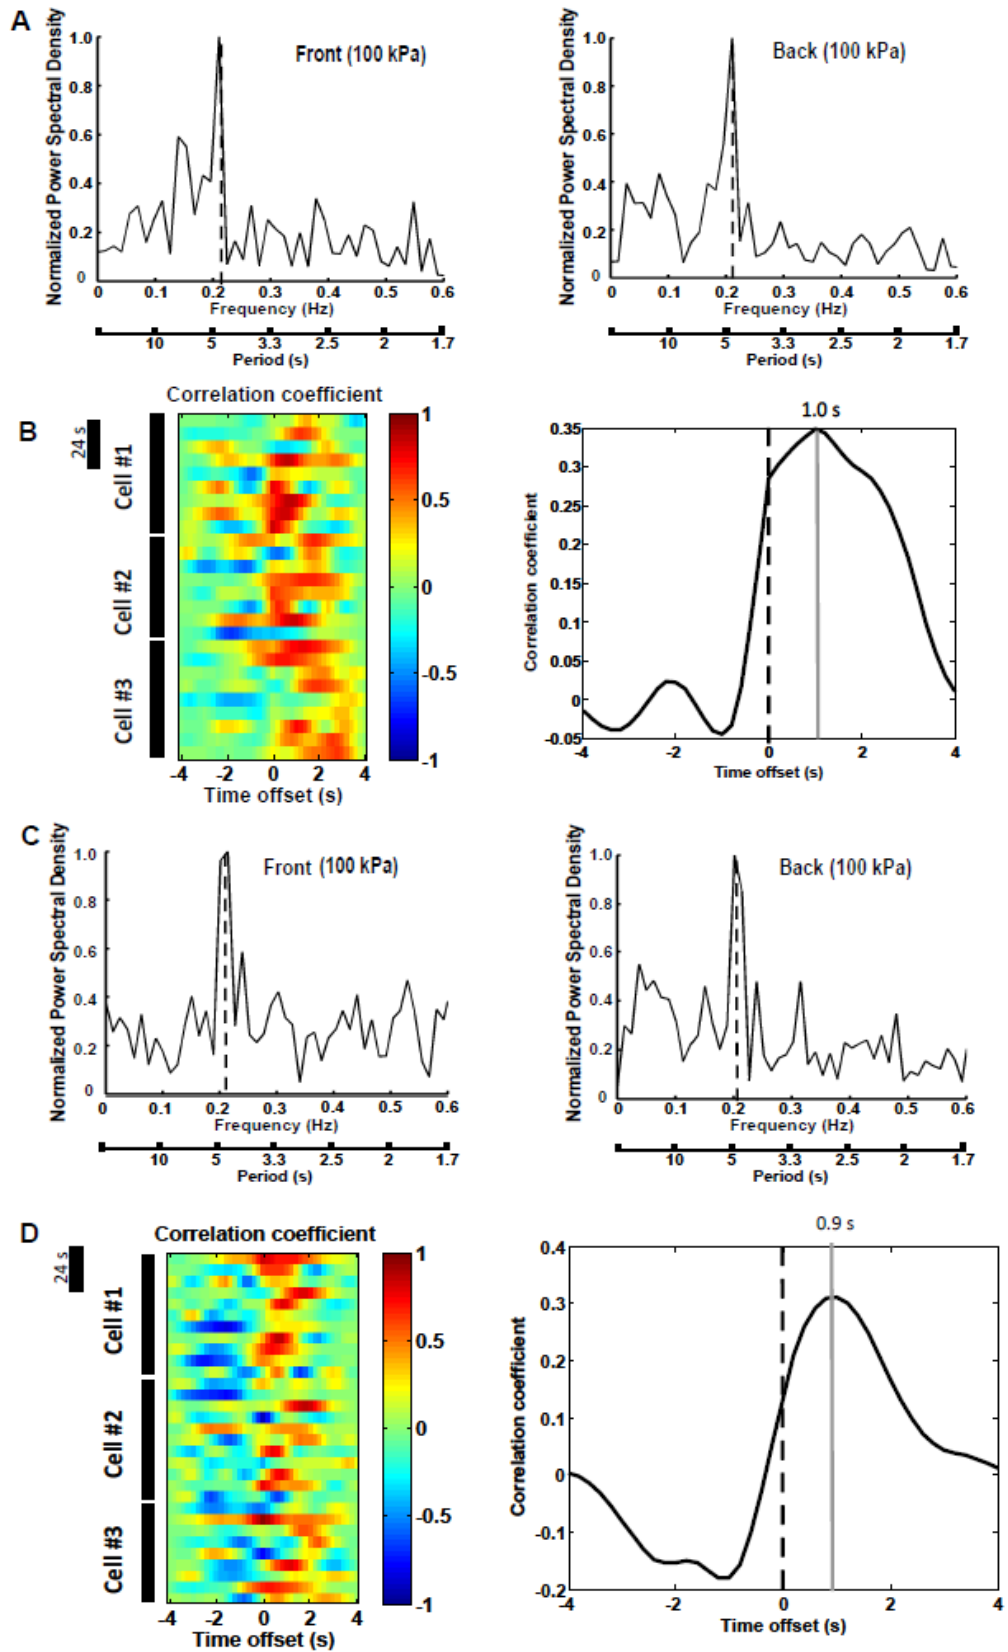 A
Front (100 kPa)
Normalized Power Spectral Density
1.0
0.8
0.6
0.4
0.2
0
0 0.1 0.2 0.3 0.4 0.5 0.6
Frequency (Hz)
10 5 3.3 2.5 2 1.7
Period (s)
Back (100 kPa)
Normalized Power Spectral Density
1.0
0.8
0.6
0.4
0.2
0
0 0.1 0.2 0.3 0.4 0.5 0.6
Frequency (Hz)
10 5 3.3 2.5 2 1.7
Period (s)
B
Correlation coefficient
24 s
Cell #1
Cell #2
Cell #3
1
0.5
0
-0.5
-1
-4 -2 0 2 4
Time offset (s)
1.0 s
Correlation coefficient
0.35
0.3
0.25
0.2
0.15
0.1
0.05
0
-0.05
-4 -2 0 2 4
Time offset (s)
C
Front (100 kPa)
Normalized Power Spectral Density
1.0
0.8
0.6
0.4
0.2
0
0 0.1 0.2 0.3 0.4 0.5 0.6
Frequency (Hz)
10 5 3.3 2.5 2 1.7
Period (s)
Back (100 kPa)
Normalized Power Spectral Density
1.0
0.8
0.6
0.4
0.2
0
0 0.1 0.2 0.3 0.4 0.5 0.6
Frequency (Hz)
10 5 3.3 2.5 2 1.7
Period (s)
D
Correlation coefficient
24 s
Cell #1
Cell #2
Cell #3
1
0.5
0
-0.5
-1
-4 -2 0 2 4
Time offset (s)
0.9 s
Correlation coefficient
0.4
0.3
0.2
0.1
0
-0.1
-0.2
-4 -2 0 2 4
Time offset (s)